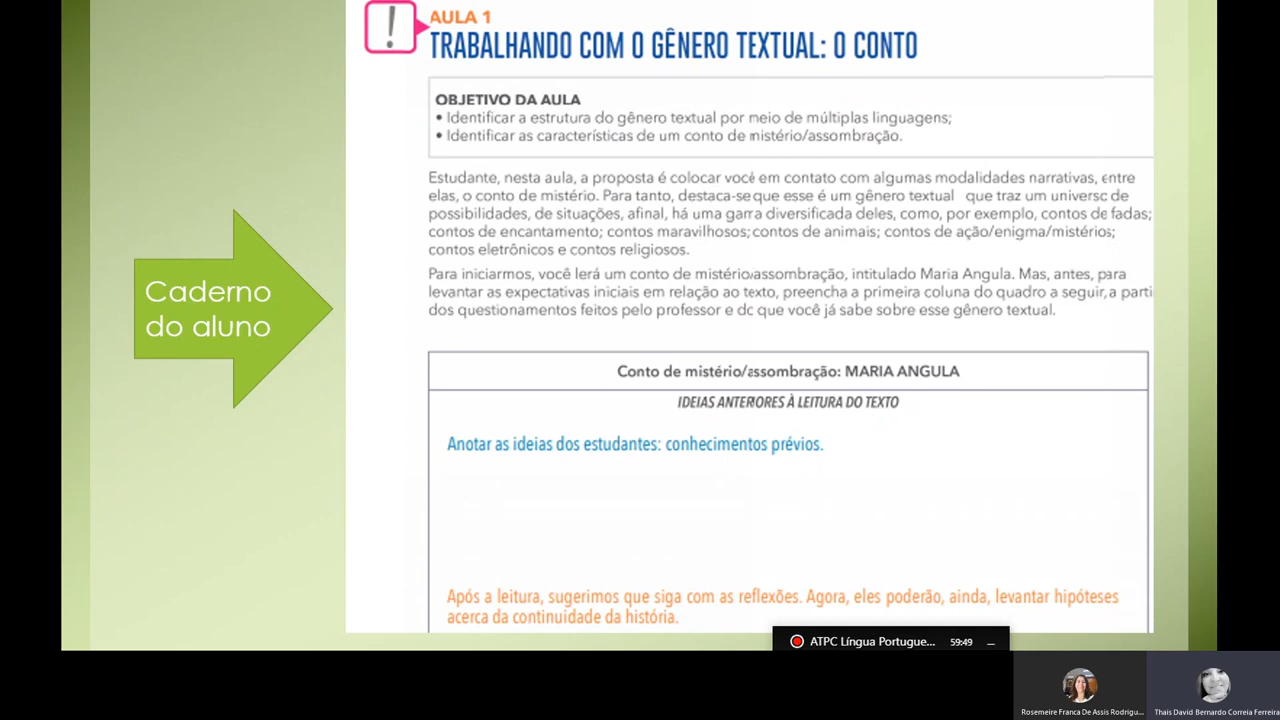 !
AULA 1
TRABALHANDO COM O GÊNERO TEXTUAL: O CONTO
OBJETIVO DA AULA
• Identificar a estrutura do gênero textual por meio de múltiplas linguagens;
• Identificar as características de um conto de mistério/assombração.
Estudante, nesta aula, a proposta é colocar você em contato com algumas modalidades narrativas, entre
elas, o conto de mistério. Para tanto, destaca-se que esse é um gênero textual que traz um universo de
possibilidades, de situações, afinal, há uma garra diversificada deles, como, por exemplo, contos de fadas;
contos de encantamento; contos maravilhosos; contos de animais; contos de ação/enigma/mistérios;
contos eletrônicos e contos religiosos.
Para iniciarmos, você lerá um conto de mistério/assombração, intitulado Maria Angula. Mas, antes, para
levantar as expectativas iniciais em relação ao texto, preencha a primeira coluna do quadro a seguir, a parti
dos questionamentos feitos pelo professor e do que você já sabe sobre esse gênero textual.
Caderno
do aluno
Conto de mistério/assombração: MARIA ANGULA
IDEIAS ANTERIORES À LEITURA DO TEXTO
Anotar as ideias dos estudantes: conhecimentos prévios.
Após a leitura, sugerimos que siga com as reflexões. Agora, eles poderão, ainda, levantar hipóteses
acerca da continuidade da história.
ATPC Língua Portugue... 59:49
Rosemeire Franca De Assis Rodrigu...
Thais David Bernardo Correia Ferreira